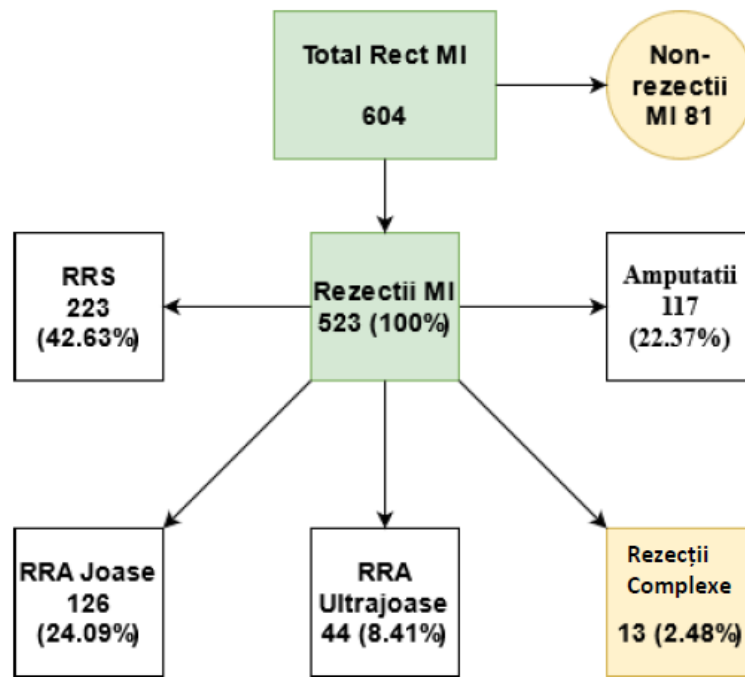 Total Rect MI
604
Non-
rezectii
MI 81
RRS
223
(42.63%)
Rezectii MI
523 (100%)
Amputatii
117
(22.37%)
RRA Joase
126
(24.09%)
RRA
Ultrajoase
44 (8.41%)
Rezecții
Complexe
13 (2.48%)